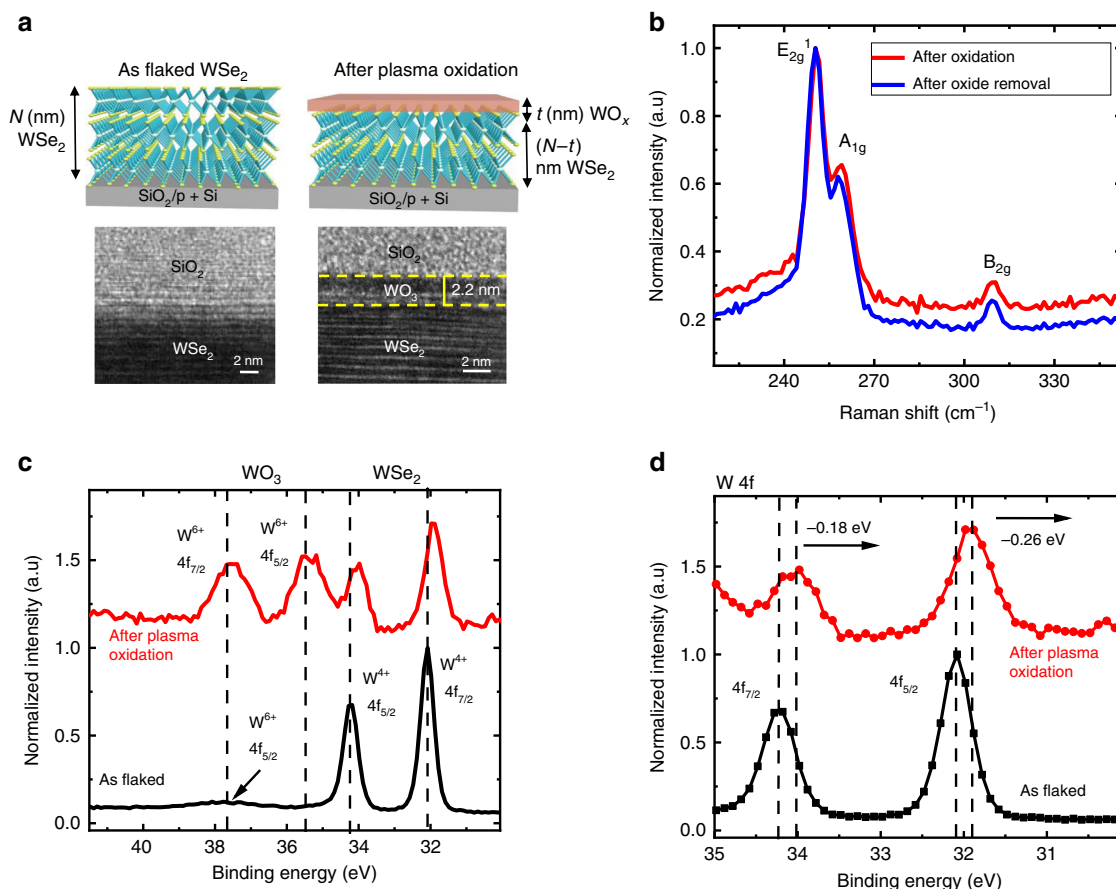 a
As flaked WSe₂
After plasma oxidation
N (nm)
WSe₂
t (nm) WOₓ
(N–t)
nm WSe₂
SiO₂/p + Si
SiO₂/p + Si
SiO₂
WSe₂
2 nm
SiO₂
WO₃
2.2 nm
WSe₂
2 nm
b
E₂g¹
A₁g
B₂g
After oxidation
After oxide removal
1.0
0.8
0.6
0.4
0.2
Normalized intensity (a.u)
240
270
300
330
Raman shift (cm⁻¹)
c
WO₃
WSe₂
W⁶⁺
4f₇/₂
W⁶⁺
4f₅/₂
After plasma
oxidation
W⁴⁺
4f₅/₂
W⁴⁺
4f₇/₂
W⁶⁺
4f₅/₂
As flaked
1.5
1.0
0.5
0.0
Normalized intensity (a.u)
40
38
36
34
32
Binding energy (eV)
d
W 4f
–0.18 eV
–0.26 eV
After plasma
oxidation
4f₇/₂
4f₅/₂
As flaked
1.5
1.0
0.5
0.0
Normalized intensity (a.u)
35
34
33
32
31
Binding energy (eV)